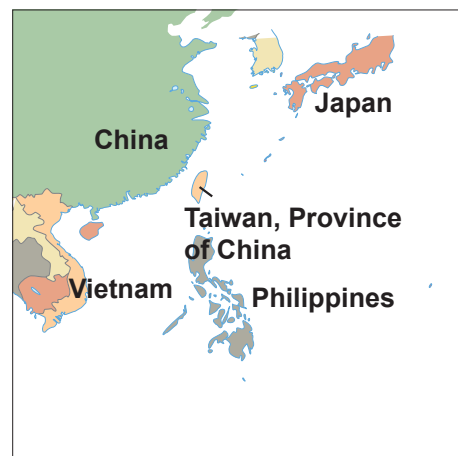 Japan
China
Taiwan, Province
of China
Vietnam
Philippines